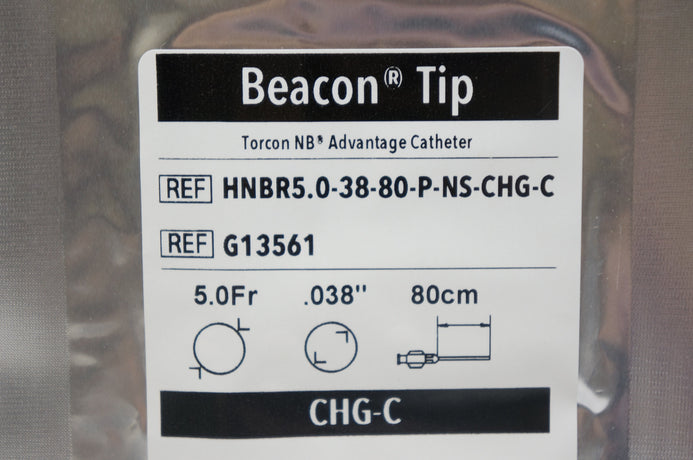 Beacon® Tip
Torcon NB® Advantage Catheter
REF HNBR5.0-38-80-P-NS-CHG-C
REF G13561
5.0Fr .038" 80cm
CHG-C